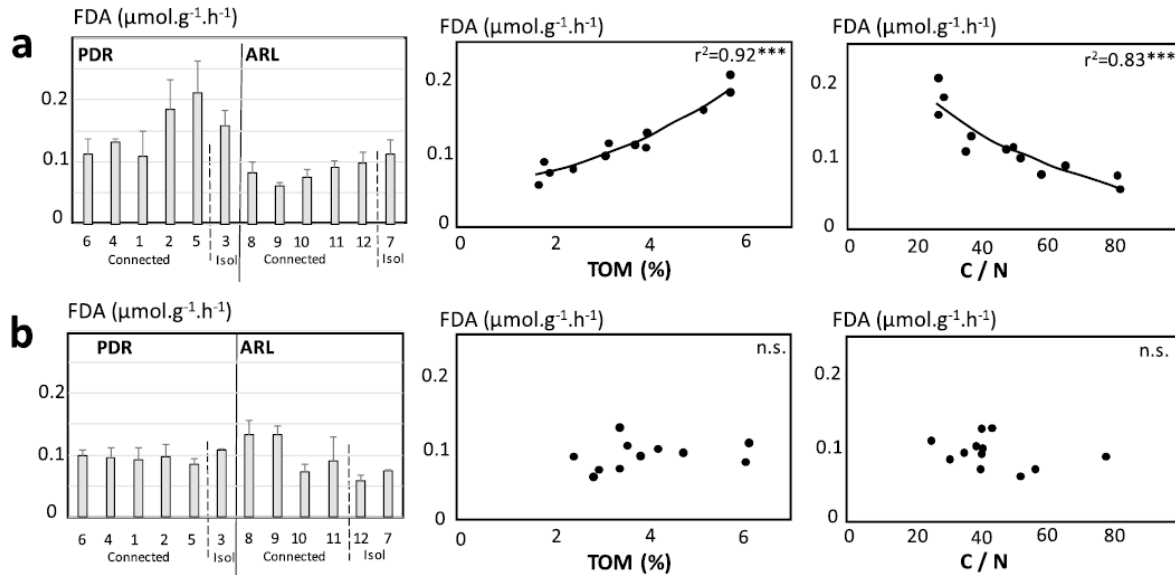 a
FDA (μmol.g⁻¹.h⁻¹)
PDR ARL
0.2
0.1
0
6 4 1 2 5 3 8 9 10 11 12 7
Connected Isol Connected Isol
FDA (μmol.g⁻¹.h⁻¹)
r²=0.92***
0.2
0.1
0
0 2 4 6
TOM (%)
FDA (μmol.g⁻¹.h⁻¹)
r²=0.83***
0.2
0.1
0
0 20 40 60 80
C / N
b
FDA (μmol.g⁻¹.h⁻¹)
PDR ARL
0.2
0.1
0
6 4 1 2 5 3 8 9 10 11 12 7
Connected Isol Connected Isol
FDA (μmol.g⁻¹.h⁻¹)
n.s.
0.2
0.1
0
0 2 4 6
TOM (%)
FDA (μmol.g⁻¹.h⁻¹)
n.s.
0.2
0.1
0
0 20 40 60 80
C / N